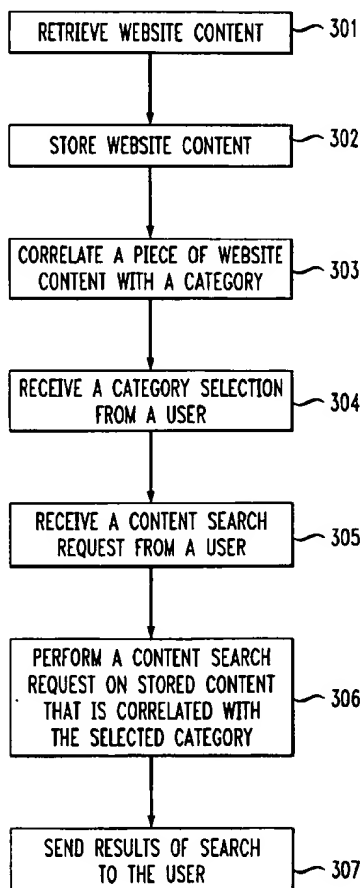 RETRIEVE WEBSITE CONTENT 301
STORE WEBSITE CONTENT 302
CORRELATE A PIECE OF WEBSITE
CONTENT WITH A CATEGORY 303
RECEIVE A CATEGORY SELECTION
FROM A USER 304
RECEIVE A CONTENT SEARCH
REQUEST FROM A USER 305
PERFORM A CONTENT SEARCH
REQUEST ON STORED CONTENT
THAT IS CORRELATED WITH
THE SELECTED CATEGORY 306
SEND RESULTS OF SEARCH
TO THE USER 307